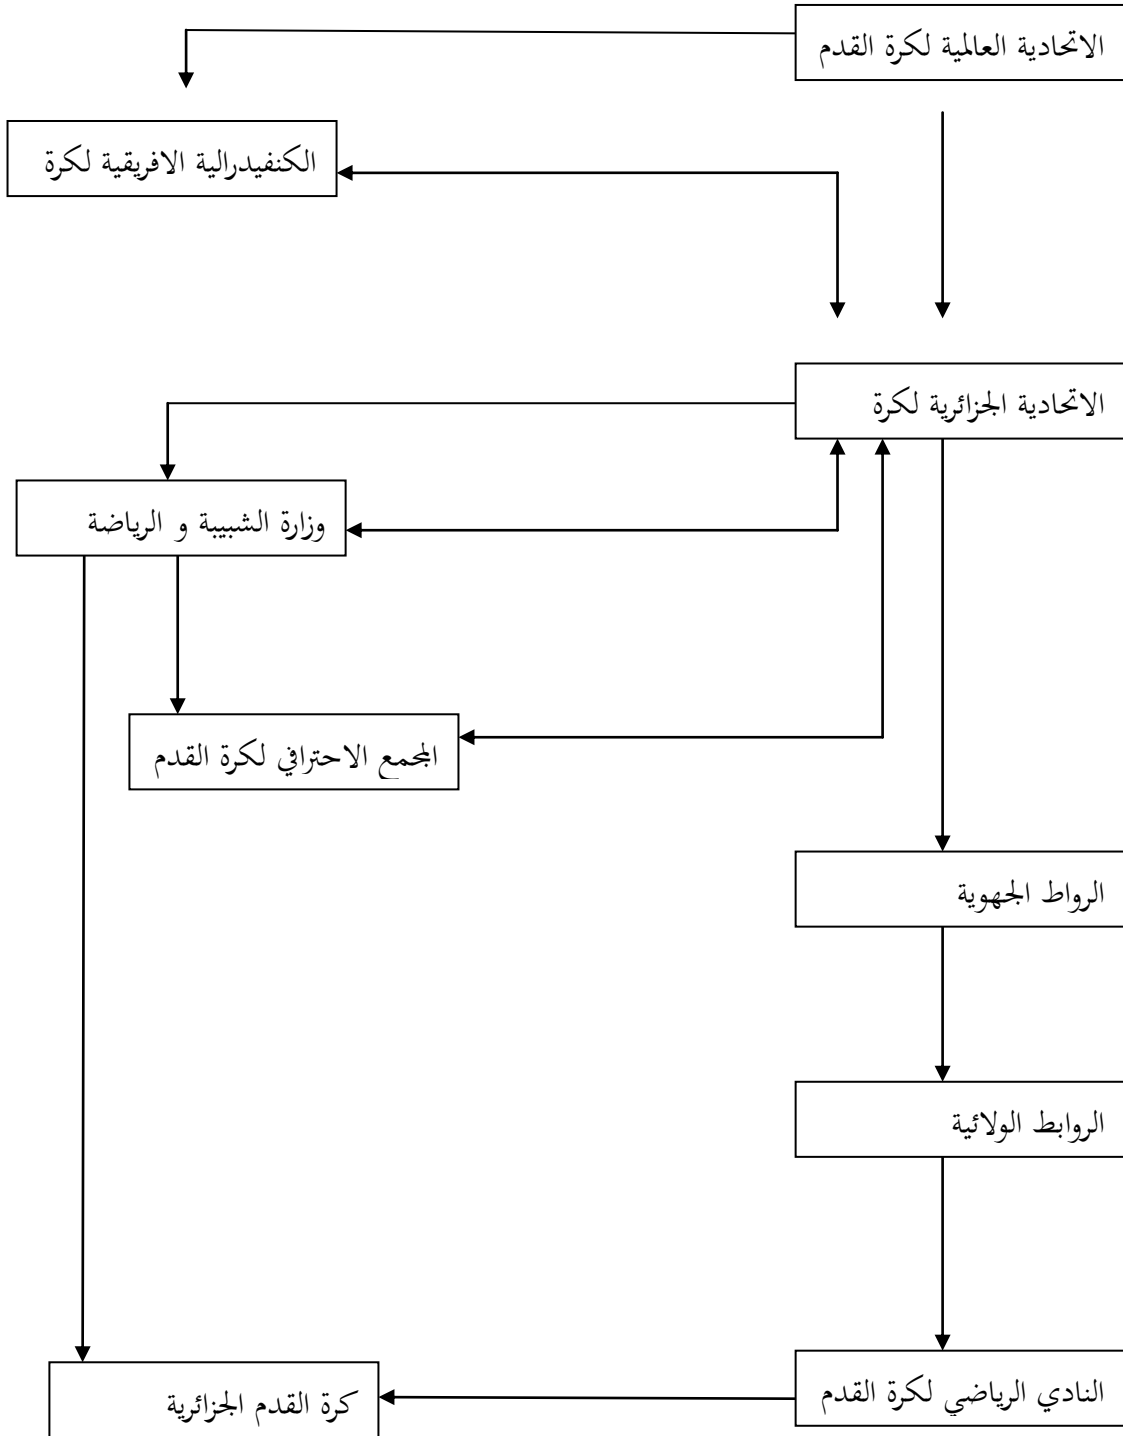 الاتحادية العالمية لكرة القدم
الكنفيدرالية الافريقية لكرة
الاتحادية الجزائرية لكرة
وزارة الشبيبة و الرياضة
المجمع الاحترافي لكرة القدم
الرواط الجهوية
الروابط الولائية
النادي الرياضي لكرة القدم
كرة القدم الجزائرية